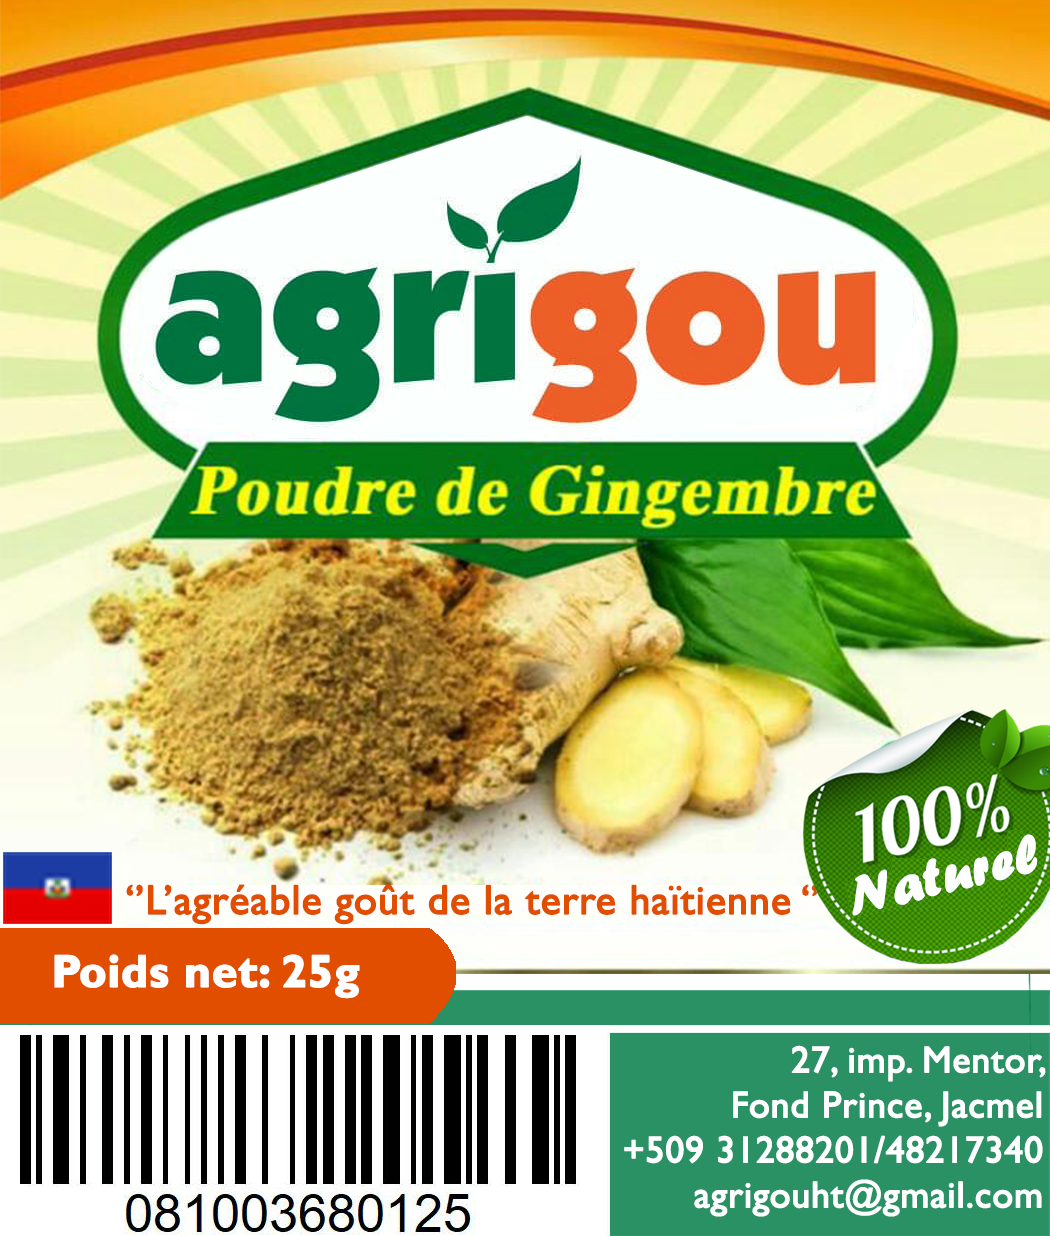 agrigou
Poudre de Gingembre
100%
Naturel
‘’L’agréable goût de la terre haïtienne ‘’
Poids net: 25g
081003680125
27, imp. Mentor,
Fond Prince, Jacmel
+509 31288201/48217340
agrigouht@gmail.com